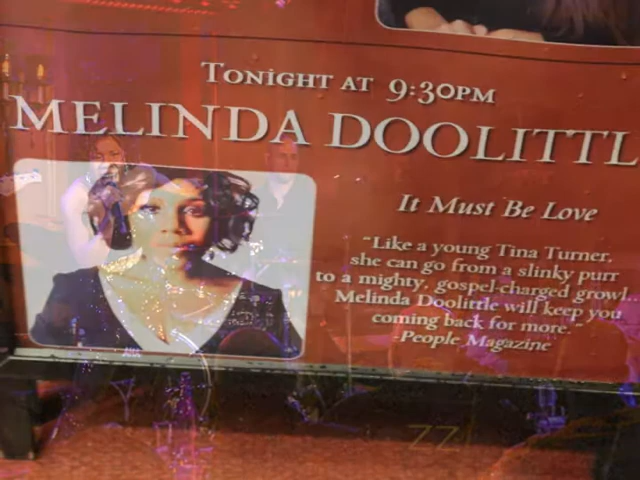 TONIGHT AT 9:30PM
MELINDA DOOLITTL
It Must Be Love
"Like a young Tina Turner,
she can go from a slinky purr
to a mighty, gospel-charged growl...
Melinda Doolittle will keep you
coming back for more."
-People Magazine